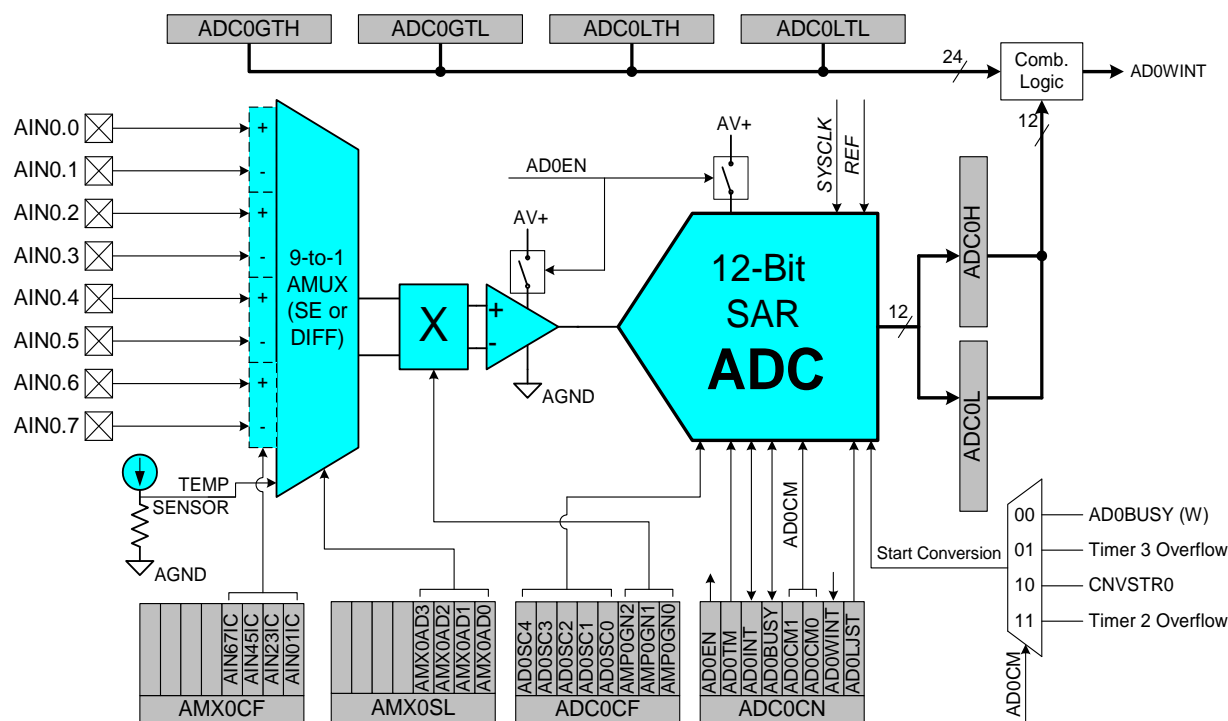 ADC0GTH
ADC0GTL
ADC0LTH
ADC0LTL
24
Comb.
Logic
AD0WINT
12
AIN0.0
AIN0.1
AIN0.2
AIN0.3
AIN0.4
AIN0.5
AIN0.6
AIN0.7
+
-
+
-
+
-
+
-
9-to-1
AMUX
(SE or
DIFF)
X
+
-
AV+
AGND
AD0EN
AV+
SYSCLK
REF
12-Bit
SAR
ADC
12
ADC0H
ADC0L
TEMP
SENSOR
AGND
AD0CM
Start Conversion
00
01
10
11
AD0BUSY (W)
Timer 3 Overflow
CNVSTR0
Timer 2 Overflow
AD0CM
AIN67IC
AIN45IC
AIN23IC
AIN01IC
AMX0CF
AMX0AD3
AMX0AD2
AMX0AD1
AMX0AD0
AMX0SL
AD0SC4
AD0SC3
AD0SC2
AD0SC1
AD0SC0
AMP0GN2
AMP0GN1
AMP0GN0
ADC0CF
AD0EN
AD0TM
AD0INT
AD0BUSY
AD0CM1
AD0CM0
AD0WINT
AD0LJST
ADC0CN